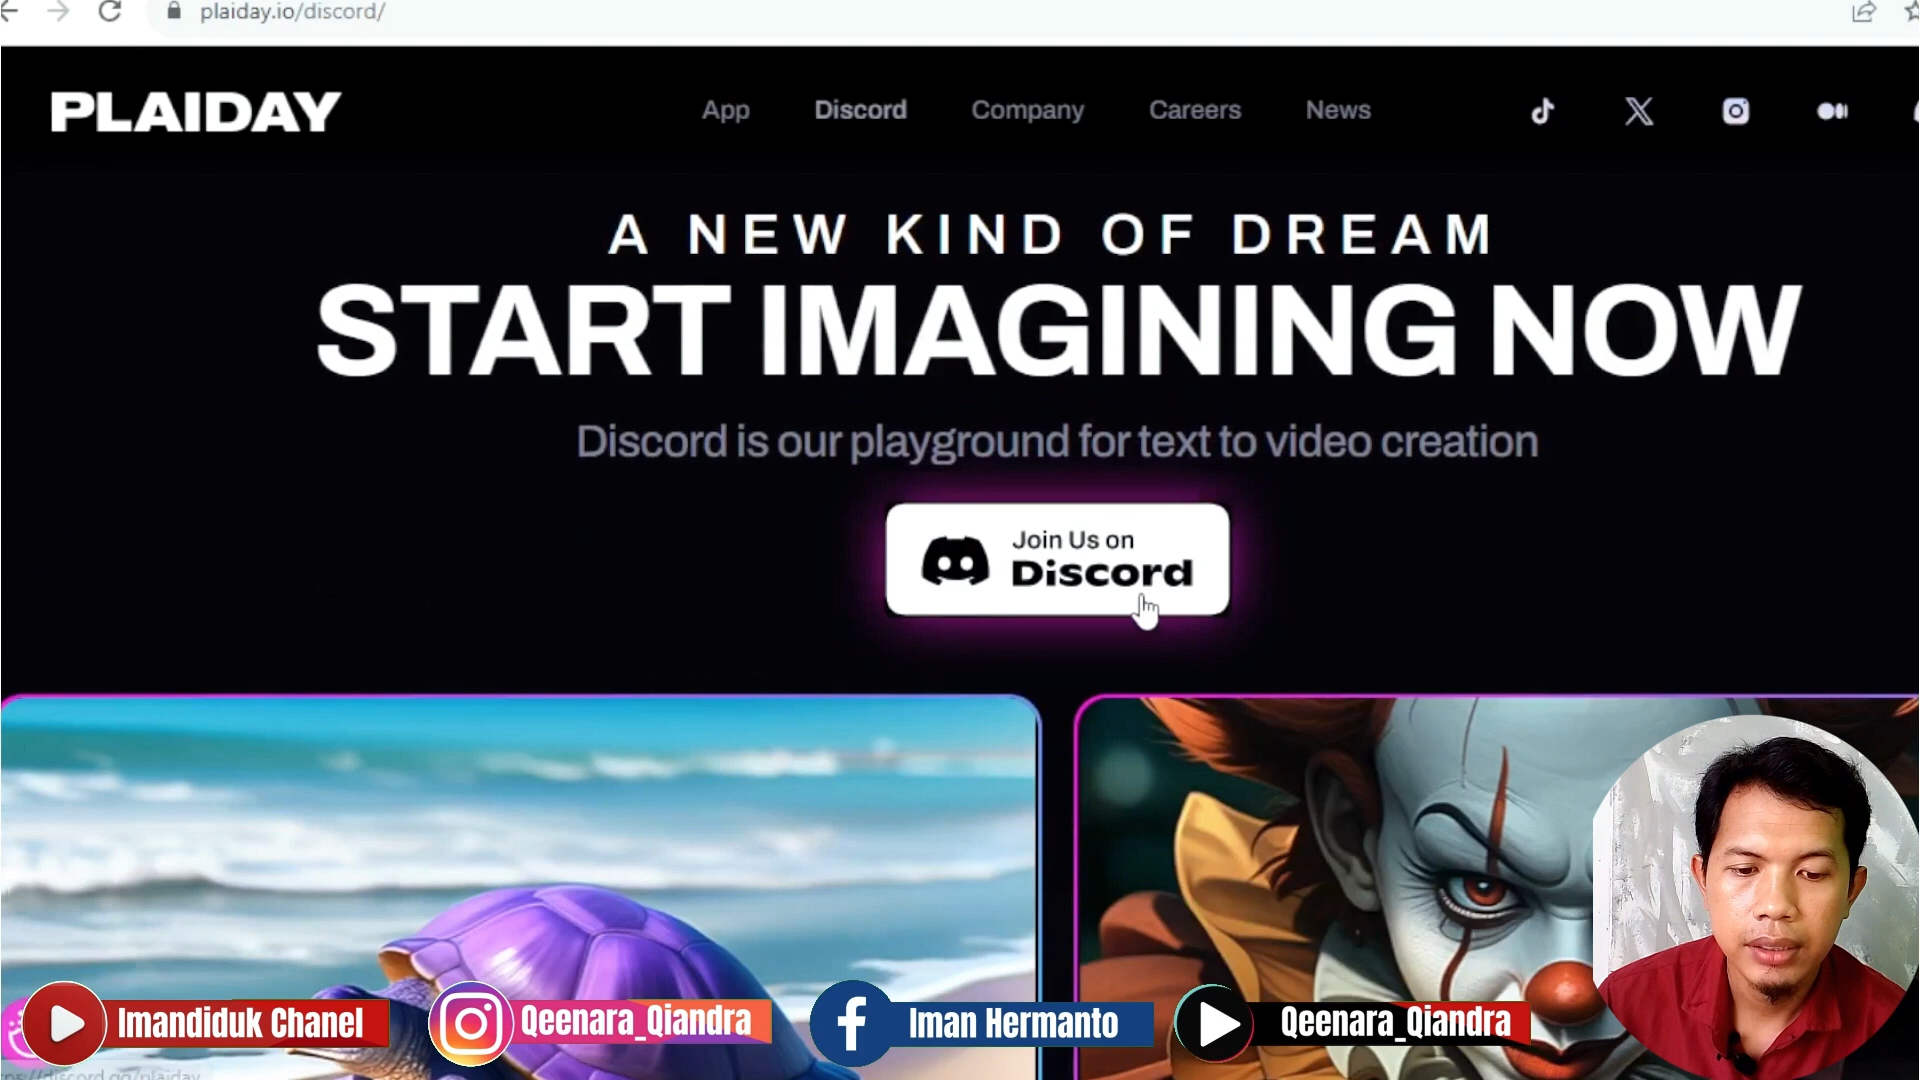 plaiday.io/discord/
PLAIDAY
App Discord Company Careers News
A NEW KIND OF DREAM
START IMAGINING NOW
Discord is our playground for text to video creation
Join Us on
Discord
Imandiduk Chanel Qeenara_Qiandra Iman Hermanto Qeenara_Qiandra